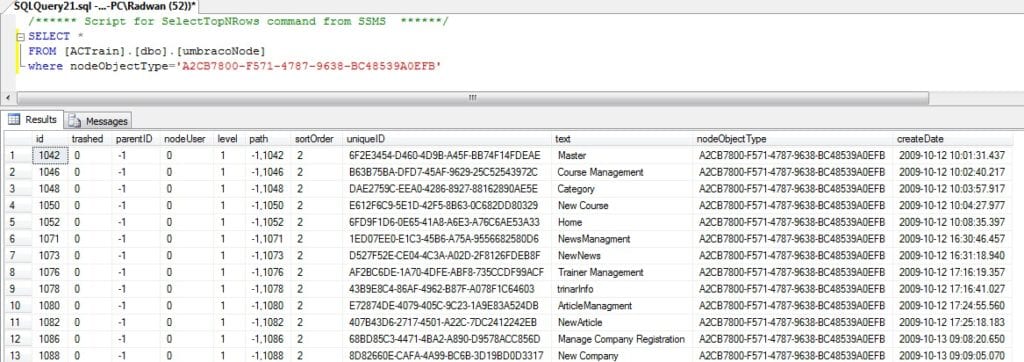 SQLQuery21.sql -...-PC\Radwan (52))*
/****** Script for SelectTopNRows command from SSMS ******/
SELECT *
FROM [ACTrain].[dbo].[umbracoNode]
where nodeObjectType='A2CB7800-F571-4787-9638-BC48539A0EFB'
Results Messages
id trashed parentID nodeUser level path sortOrder uniqueID text nodeObjectType createDate
1 1042 0 -1 0 1 -1,1042 2 6F2E3454-D460-4D9B-A45F-BB74F14FDEAE Master A2CB7800-F571-4787-9638-BC48539A0EFB 2009-10-12 10:01:31.437
2 1046 0 -1 0 1 -1,1046 2 B63B75BA-DFD7-45AF-9629-25C52543972C Course Management A2CB7800-F571-4787-9638-BC48539A0EFB 2009-10-12 10:02:40.217
3 1048 0 -1 0 1 -1,1048 2 DAE2759C-EEA0-4286-8927-88162890AE5E Category A2CB7800-F571-4787-9638-BC48539A0EFB 2009-10-12 10:03:57.917
4 1050 0 -1 0 1 -1,1050 2 E612F6C9-5E1D-42F5-8B63-0C682DD80329 New Course A2CB7800-F571-4787-9638-BC48539A0EFB 2009-10-12 10:04:27.977
5 1052 0 -1 0 1 -1,1052 2 6FD9F1D6-0E65-41A8-A6E3-A76C6AE53A33 Home A2CB7800-F571-4787-9638-BC48539A0EFB 2009-10-12 10:08:35.397
6 1071 0 -1 0 1 -1,1071 2 1ED07EE0-E1C3-45B6-A75A-9556682580D6 NewsManagment A2CB7800-F571-4787-9638-BC48539A0EFB 2009-10-12 16:30:46.457
7 1073 0 -1 0 1 -1,1073 2 D527F52E-CE04-4C3A-A02D-2F8126FDEB8F NewNews A2CB7800-F571-4787-9638-BC48539A0EFB 2009-10-12 16:31:18.940
8 1076 0 -1 0 1 -1,1076 2 AF2BC6DE-1A70-4DFE-ABF8-735CCDF99ACF Trainer Management A2CB7800-F571-4787-9638-BC48539A0EFB 2009-10-12 17:16:19.357
9 1078 0 -1 0 1 -1,1078 2 43B9E8C4-86AF-4962-B87F-A078F1C64603 trinarInfo A2CB7800-F571-4787-9638-BC48539A0EFB 2009-10-12 17:16:41.027
10 1080 0 -1 0 1 -1,1080 2 E72874DE-4079-405C-9C23-1A9E83A524DB ArticleManagment A2CB7800-F571-4787-9638-BC48539A0EFB 2009-10-12 17:24:55.560
11 1082 0 -1 0 1 -1,1082 2 407B43D6-2717-4501-A22C-7DC2412242EB NewArticle A2CB7800-F571-4787-9638-BC48539A0EFB 2009-10-12 17:25:18.183
12 1086 0 -1 0 1 -1,1086 2 68BD85C3-4471-4BA2-A890-D9578ACC856D Manage Company Registration A2CB7800-F571-4787-9638-BC48539A0EFB 2009-10-13 09:08:20.650
13 1088 0 -1 0 1 -1,1088 2 8D82660E-CAFA-4A99-BC6B-3D19BD0D3317 New Company A2CB7800-F571-4787-9638-BC48539A0EFB 2009-10-13 09:09:05.070